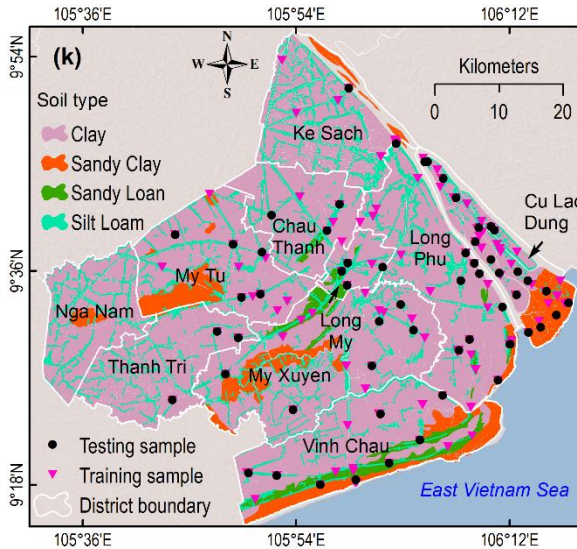 105°36'E
105°54'E
106°12'E
9°54'N
(k)
N
W
E
S
Kilometers
0
10
20
Soil type
Clay
Sandy Clay
Sandy Loan
Silt Loam
Ke Sach
Cu Lao
Dung
Chau
Thanh
Long
Phu
9°36'N
My Tu
Nga Nam
Long
My
Thanh Tri
My Xuyen
Testing sample
Training sample
District boundary
Vinh Chau
East Vietnam Sea
9°18'N
105°36'E
105°54'E
106°12'E